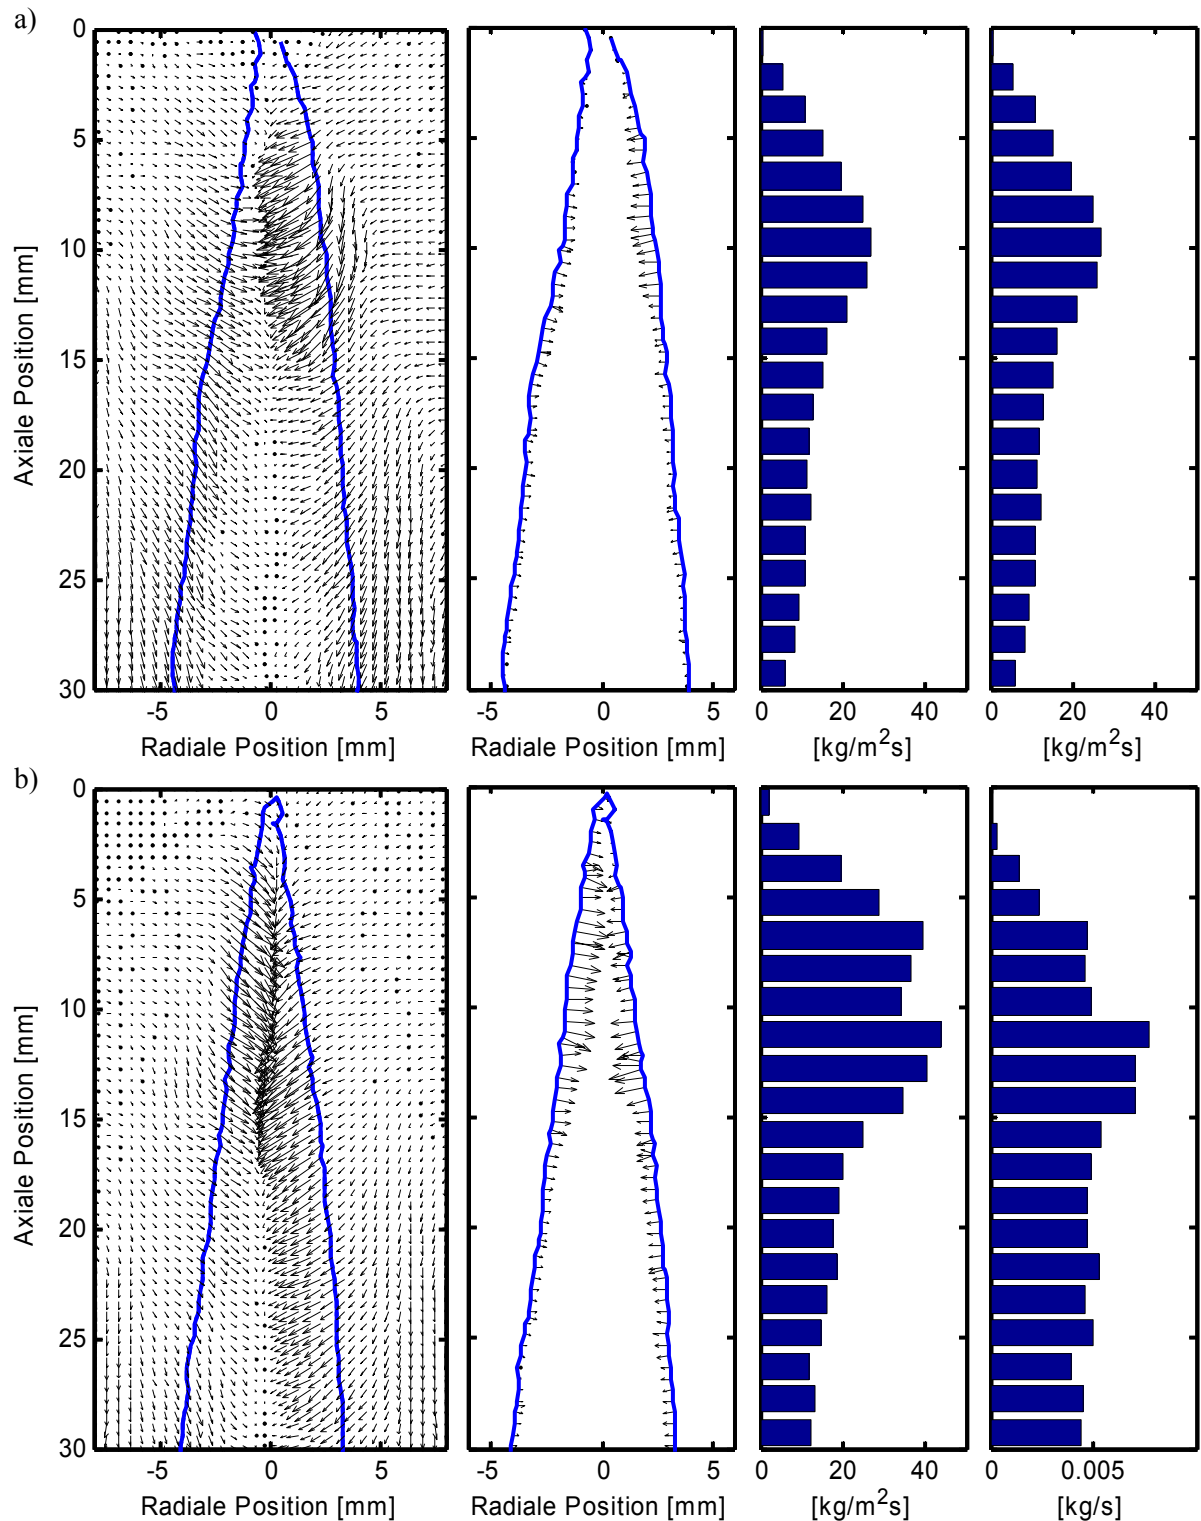 a)
0
5
10
15
20
25
30
Axiale Position [mm]
-5 0 5
Radiale Position [mm]
-5 0 5
Radiale Position [mm]
0 20 40
[kg/m²s]
0 20 40
[kg/m²s]
b)
0
5
10
15
20
25
30
Axiale Position [mm]
-5 0 5
Radiale Position [mm]
-5 0 5
Radiale Position [mm]
0 20 40
[kg/m²s]
0 0.005
[kg/s]